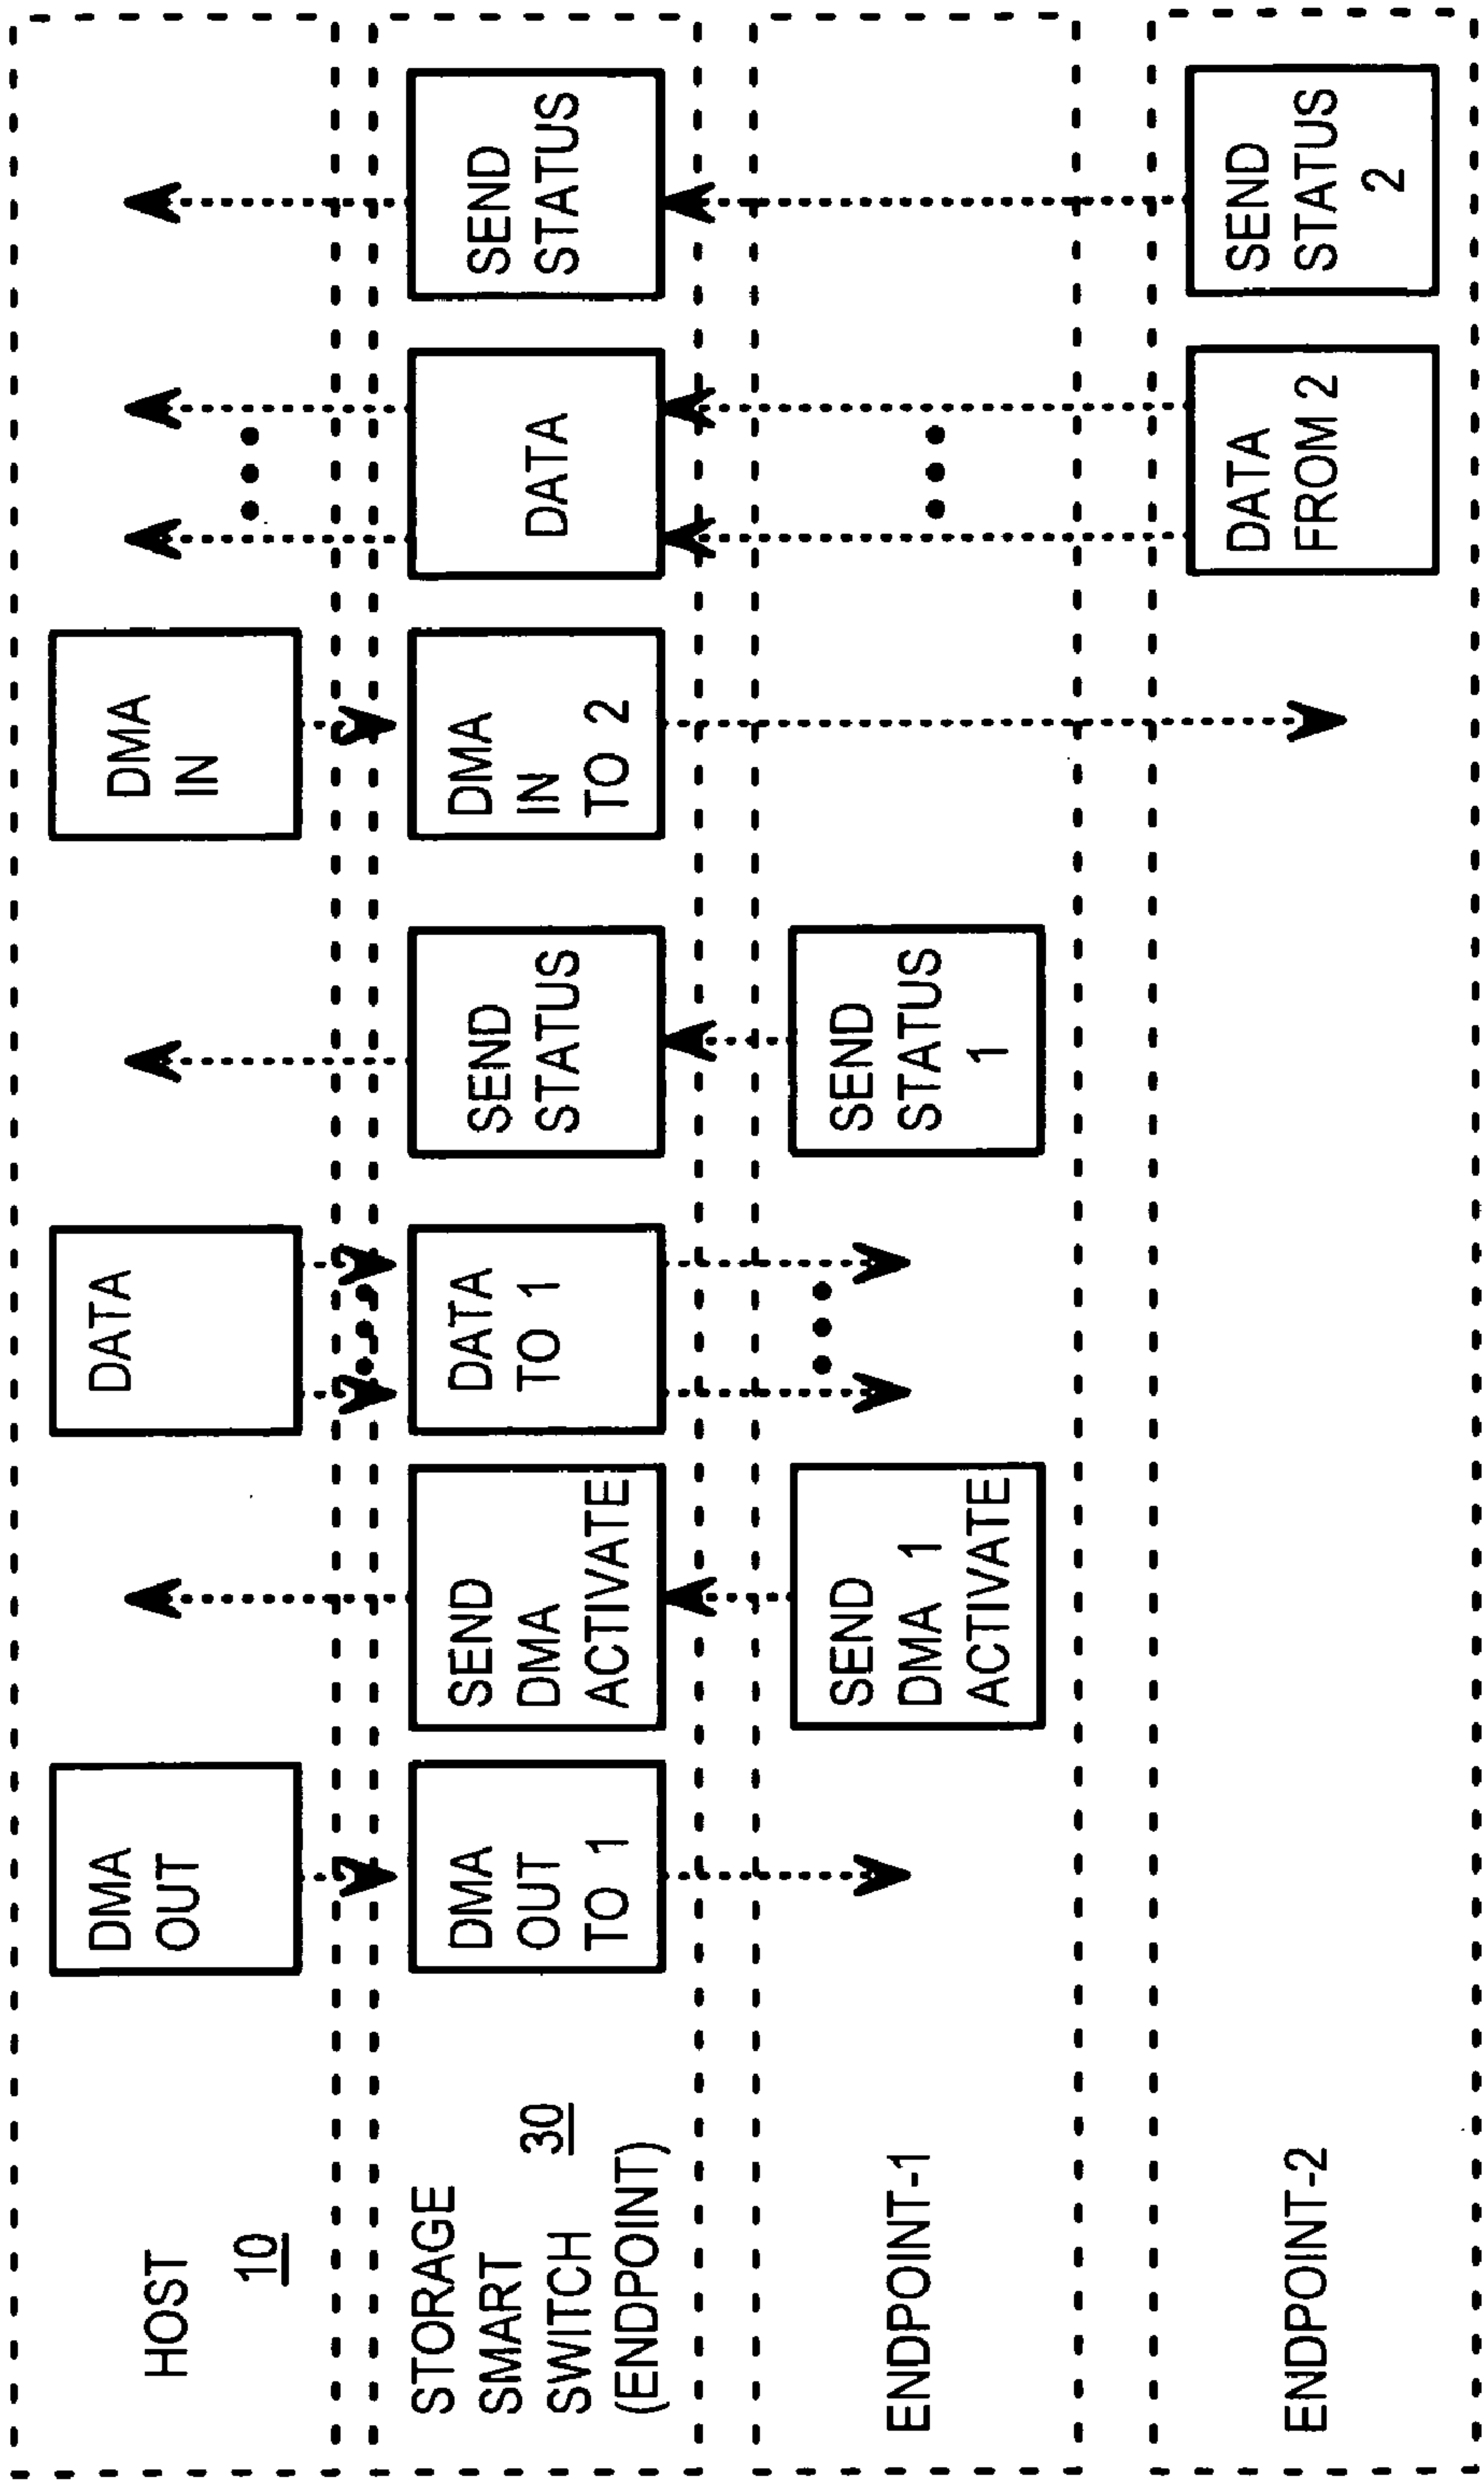 HOST
10
DMA
OUT
DATA
DMA
IN
STORAGE
SMART
SWITCH
(ENDPOINT)
30
DMA
OUT
TO 1
SEND
DMA
ACTIVATE
DATA
TO 1
SEND
STATUS
DMA
IN
TO 2
DATA
SEND
STATUS
ENDPOINT-1
SEND
DMA 1
ACTIVATE
SEND
STATUS
1
ENDPOINT-2
DATA
FROM 2
SEND
STATUS
2